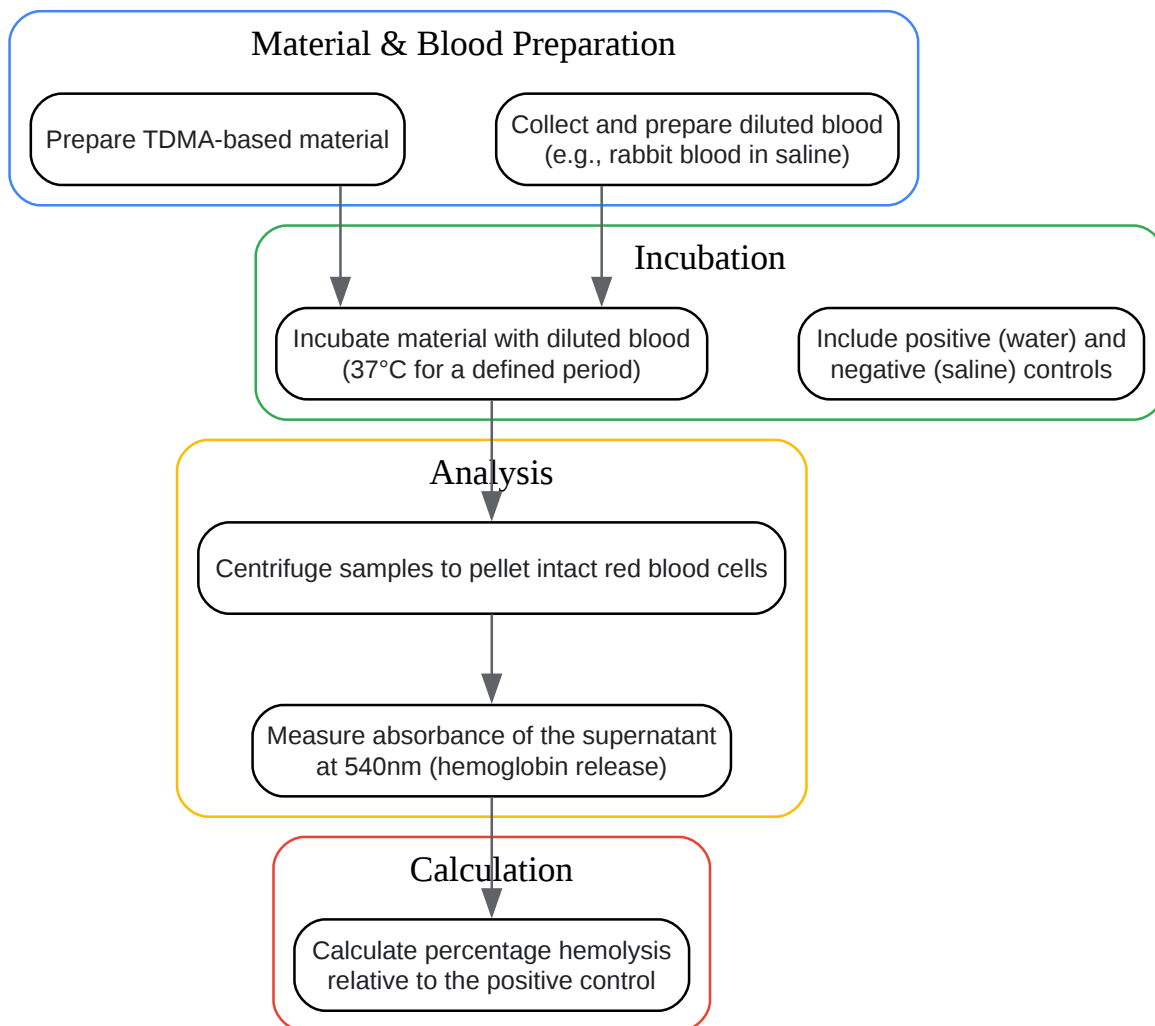 Material & Blood Preparation
Prepare TDMA-based material
Collect and prepare diluted blood
(e.g., rabbit blood in saline)
Incubation
Incubate material with diluted blood
(37°C for a defined period)
Include positive (water) and
negative (saline) controls
Analysis
Centrifuge samples to pellet intact red blood cells
Measure absorbance of the supernatant
at 540nm (hemoglobin release)
Calculation
Calculate percentage hemolysis
relative to the positive control